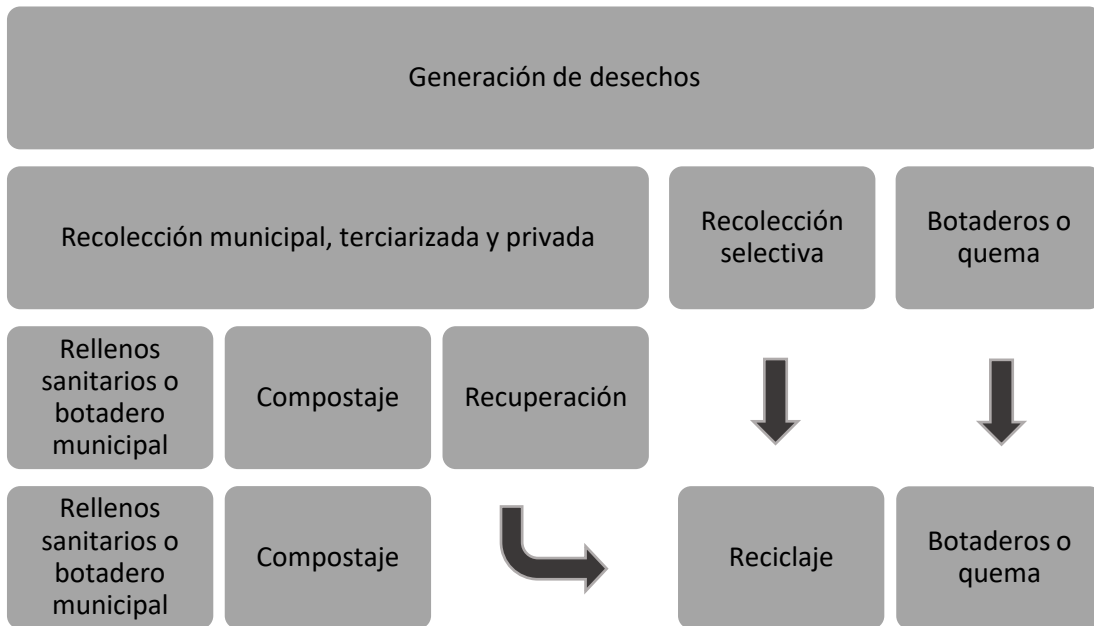 Generación de desechos
Recolección municipal, terciarizada y privada
Recolección
selectiva
Botaderos o
quema
Rellenos
sanitarios o
botadero
municipal
Compostaje
Recuperación
Rellenos
sanitarios o
botadero
municipal
Compostaje
Reciclaje
Botaderos o
quema